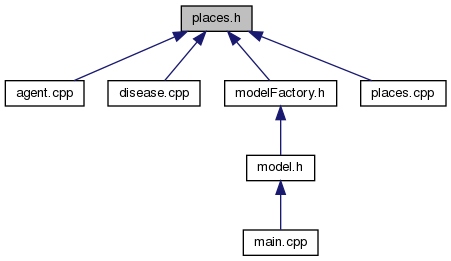 places.h
agent.cpp
disease.cpp
modelFactory.h
places.cpp
model.h
main.cpp